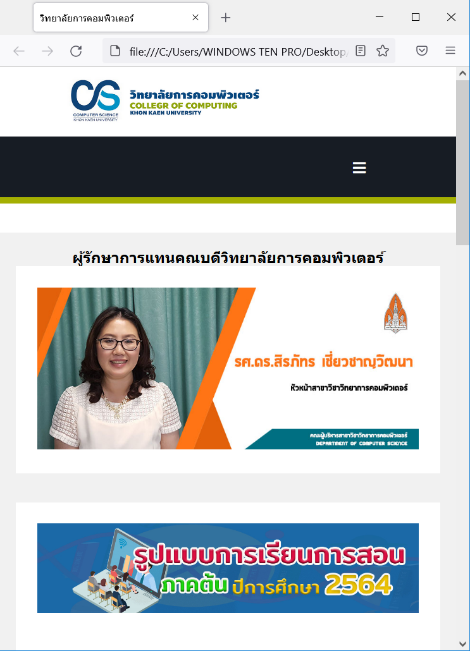 วิทยาลัยการคอมพิวเตอร์
file:///C:/Users/WINDOWS TEN PRO/Desktop/
CS
COMPUTER SCIENCE
KHON KAEN UNIVERSITY
วิทยาลัยการคอมพิวเตอร์
COLLEGE OF COMPUTING
KHON KAEN UNIVERSITY
ผู้รักษาการแทนคณบดีวิทยาลัยการคอมพิวเตอร์
รศ.ดร.สิรภัทร เชี่ยวชาญวัฒนา
หัวหน้าสาขาวิชาวิทยาการคอมพิวเตอร์
คณะผู้บริหารสาขาวิชาวิทยาการคอมพิวเตอร์
DEPARTMENT OF COMPUTER SCIENCE
รูปแบบการเรียนการสอน
ภาคต้น ปีการศึกษา 2564